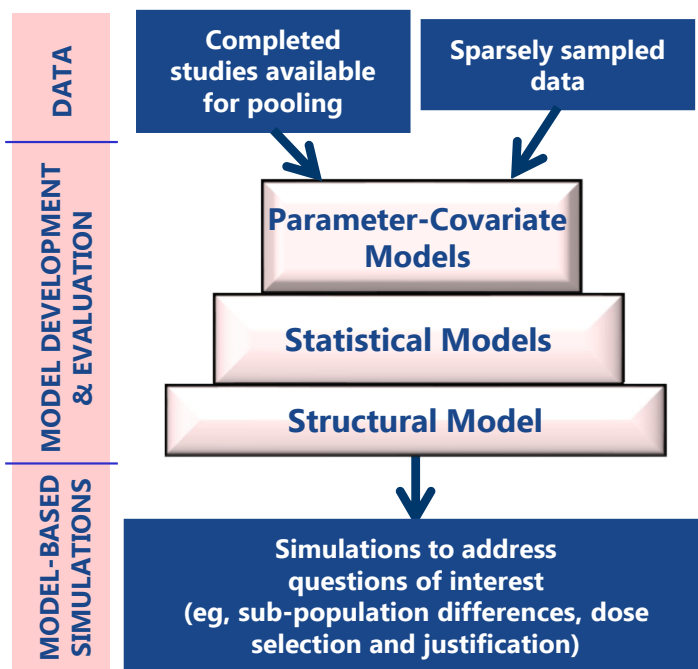 DATA
Completed
studies available
for pooling
Sparsely sampled
data
MODEL DEVELOPMENT
& EVALUATION
Parameter-Covariate
Models
Statistical Models
Structural Model
MODEL-BASED
SIMULATIONS
Simulations to address
questions of interest
(eg, sub-population differences, dose
selection and justification)